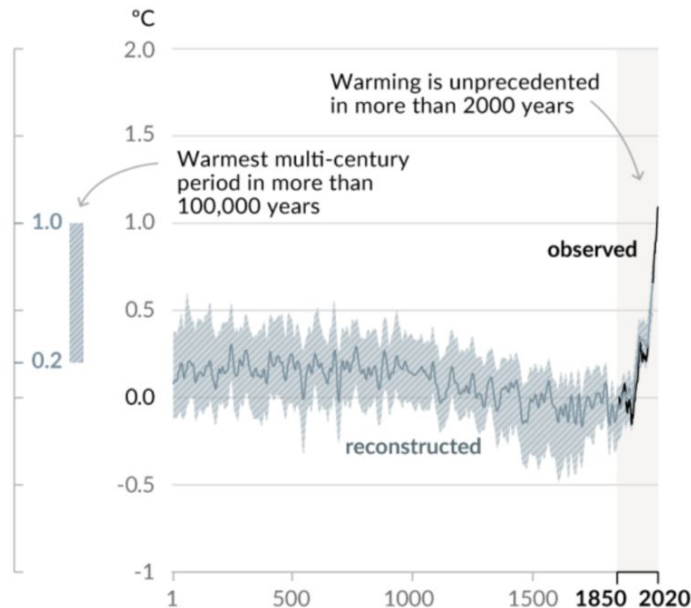 °C
2.0
Warming is unprecedented
in more than 2000 years
1.5
Warmest multi-century
period in more than
100,000 years
1.0
1.0
observed
0.5
0.2
0.0
reconstructed
-0.5
-1
1 500 1000 1500 1850 2020